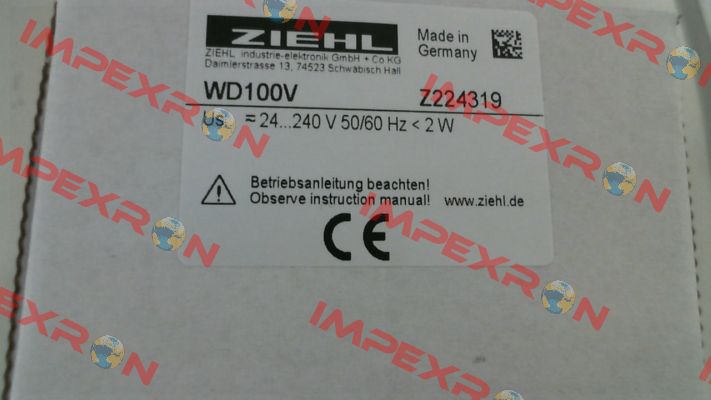 ZIEHL
Made in
Germany
ZIEHL industrie-elektronik GmbH + Co KG
Daimlerstrasse 13, 74523 Schwäbisch Hall
WD100V Z224319
Us = 24...240 V 50/60 Hz < 2 W
Betriebsanleitung beachten!
Observe instruction manual! www.ziehl.de
CE
IMPEXRON
IMPEXRON
IMPEXRON
IMPEXRON
IMPEXRON
IMPEXRON